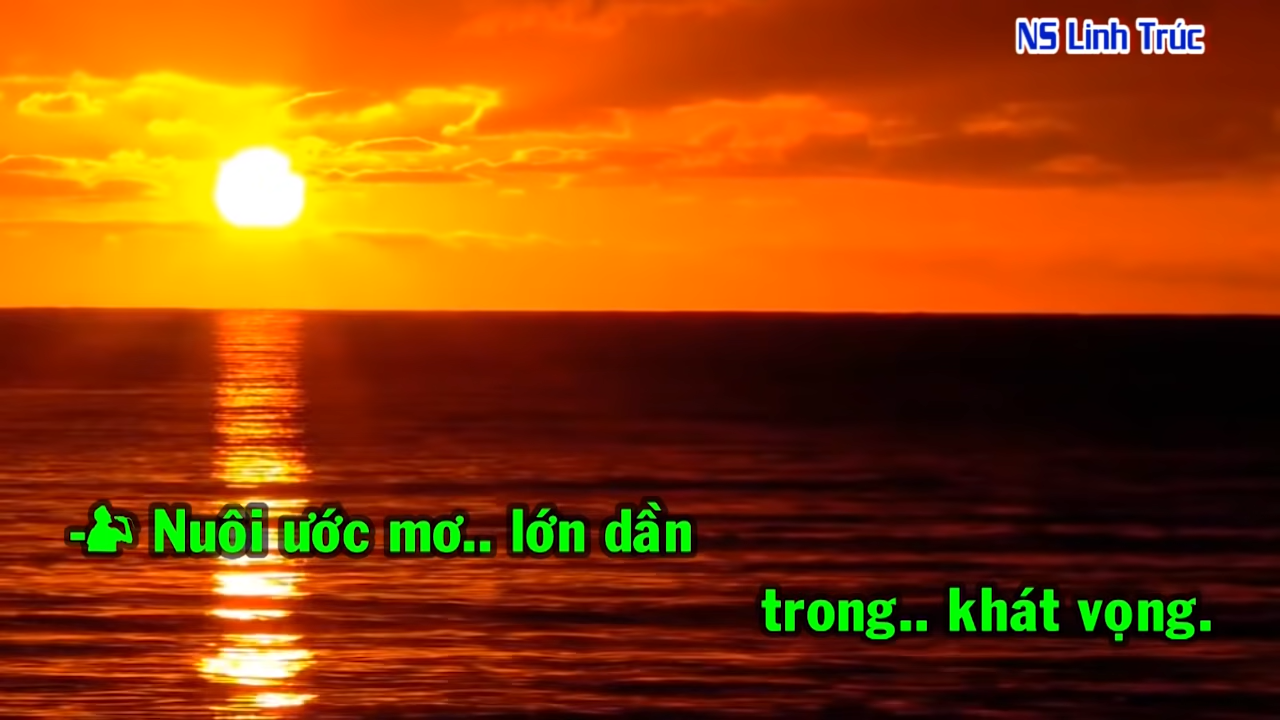 NS Linh Trúc
- Nuôi ước mơ.. lớn dần
trong.. khát vọng.